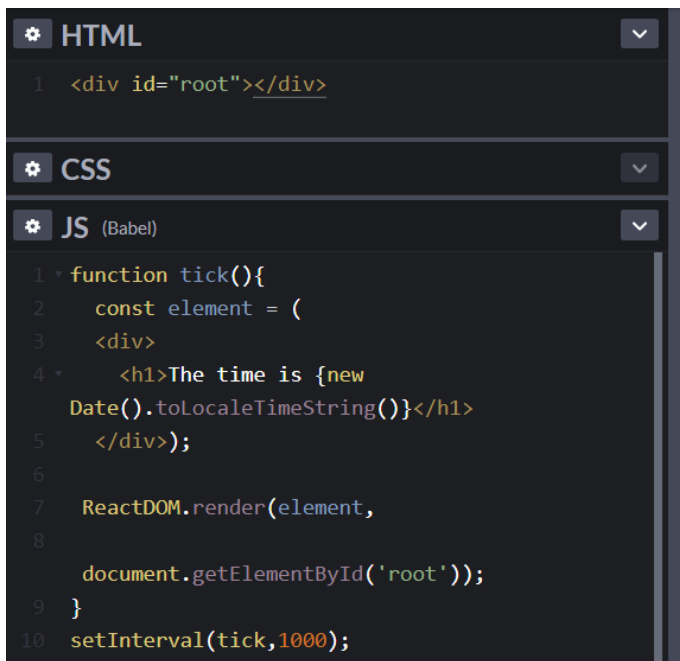 HTML
1 <div id="root"></div>
CSS
JS (Babel)
1 function tick(){
2 const element = (
3 <div>
4 <h1>The time is {new
Date().toLocaleTimeString()}</h1>
5 </div>);
6
7 ReactDOM.render(element,
8
document.getElementById('root'));
9 }
10 setInterval(tick,1000);